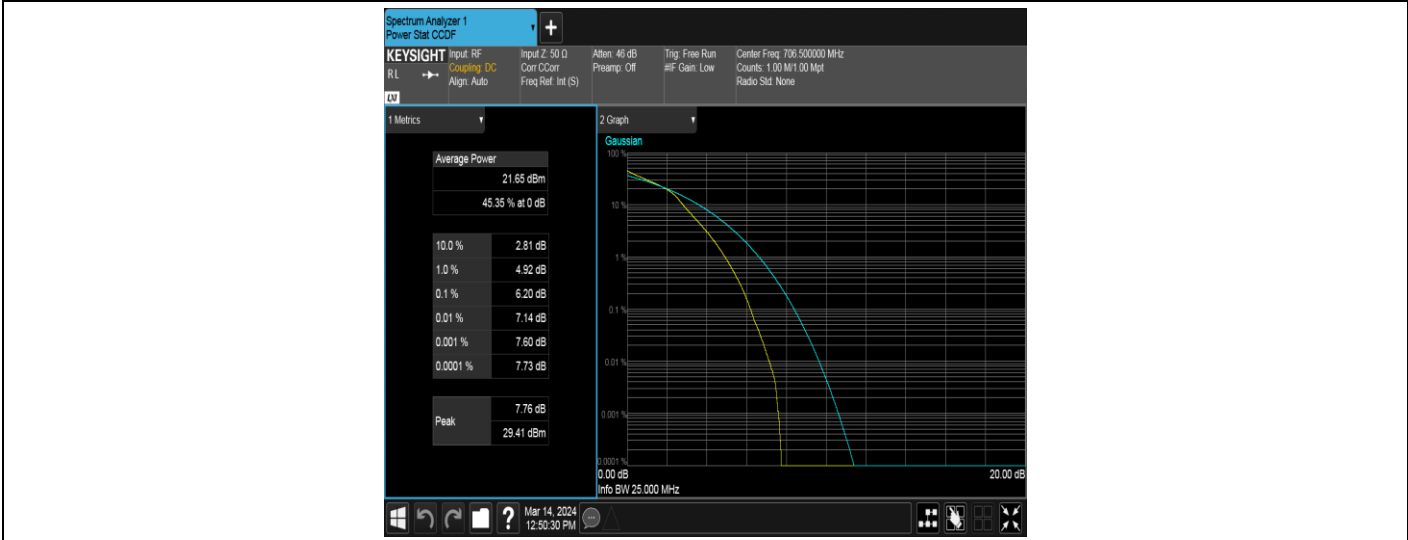 Spectrum Analyzer 1
Power Stat CCDF
+
KEYSIGHT
RL
LXI
Input: RF
Coupling: DC
Align: Auto
Input Z: 50 Ω
Corr CCorr
Freq Ref: Int (S)
Atten: 46 dB
Preamp: Off
Trig: Free Run
#IF Gain: Low
Center Freq: 706.500000 MHz
Counts: 1.00 M/1.00 Mpt
Radio Std: None
1 Metrics
Average Power
21.65 dBm
45.35 % at 0 dB
10.0 % 2.81 dB
1.0 % 4.92 dB
0.1 % 6.20 dB
0.01 % 7.14 dB
0.001 % 7.60 dB
0.0001 % 7.73 dB
Peak 7.76 dB
29.41 dBm
2 Graph
Gaussian
100 %
10 %
1 %
0.1 %
0.01 %
0.001 %
0.0001 %
0.00 dB 20.00 dB
Info BW 25.000 MHz
?
Mar 14, 2024
12:50:30 PM